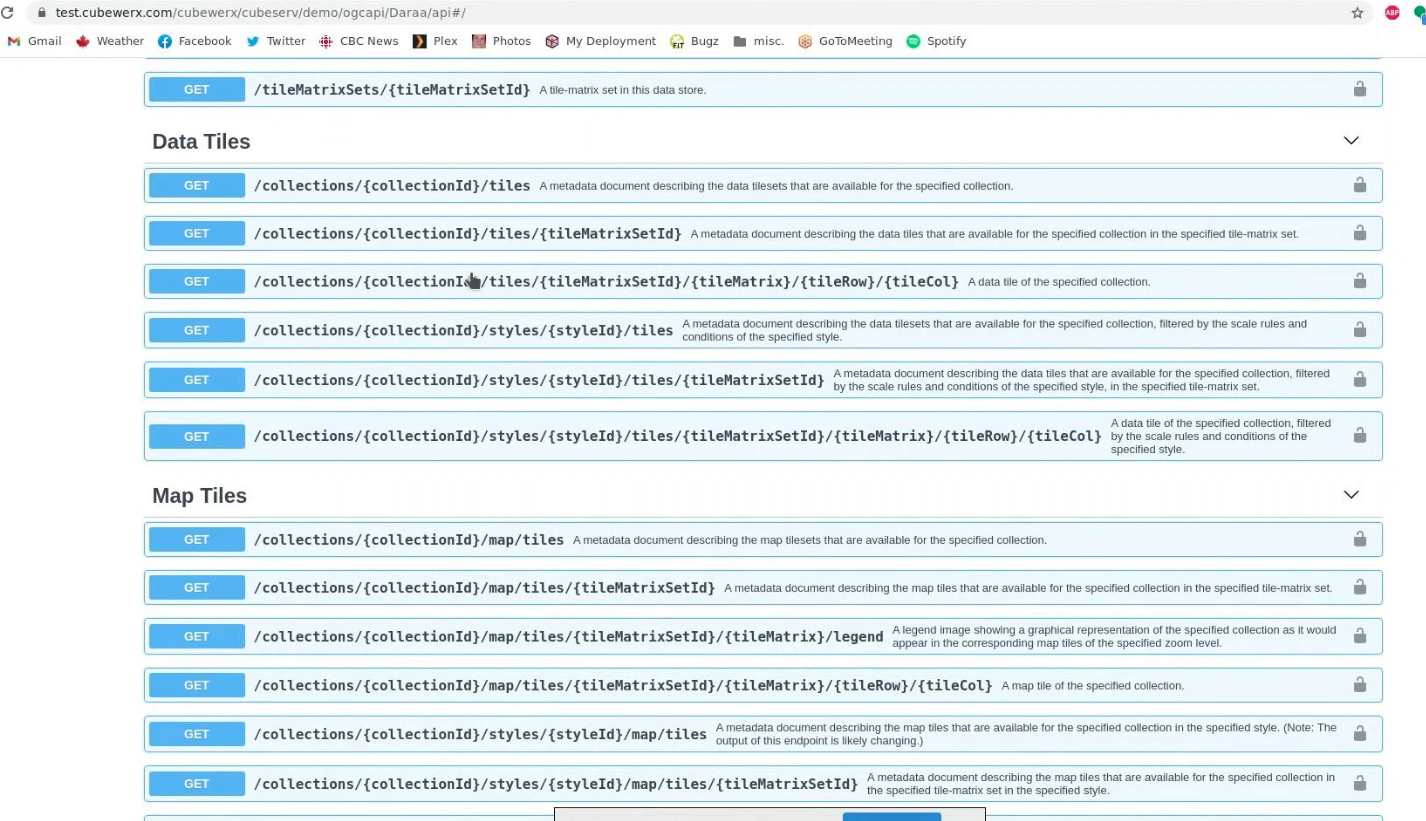 test.cubewerx.com/cubewerx/cubeserv/demo/ogcapi/Daraa/api#/
ABP
Gmail Weather Facebook Twitter CBC News Plex Photos My Deployment Bugz misc. GoToMeeting Spotify
GET /tileMatrixSets/{tileMatrixSetId} A tile-matrix set in this data store.
Data Tiles
GET /collections/{collectionId}/tiles A metadata document describing the data tilesets that are available for the specified collection.
GET /collections/{collectionId}/tiles/{tileMatrixSetId} A metadata document describing the data tiles that are available for the specified collection in the specified tile-matrix set.
GET /collections/{collectionId}/tiles/{tileMatrixSetId}/{tileMatrix}/{tileRow}/{tileCol} A data tile of the specified collection.
GET /collections/{collectionId}/styles/{styleId}/tiles A metadata document describing the data tilesets that are available for the specified collection, filtered by the scale rules and
conditions of the specified style.
GET /collections/{collectionId}/styles/{styleId}/tiles/{tileMatrixSetId} A metadata document describing the data tiles that are available for the specified collection, filtered
by the scale rules and conditions of the specified style, in the specified tile-matrix set.
GET /collections/{collectionId}/styles/{styleId}/tiles/{tileMatrixSetId}/{tileMatrix}/{tileRow}/{tileCol} A data tile of the specified collection, filtered
by the scale rules and conditions of the
specified style.
Map Tiles
GET /collections/{collectionId}/map/tiles A metadata document describing the map tilesets that are available for the specified collection.
GET /collections/{collectionId}/map/tiles/{tileMatrixSetId} A metadata document describing the map tiles that are available for the specified collection in the specified tile-matrix set.
GET /collections/{collectionId}/map/tiles/{tileMatrixSetId}/{tileMatrix}/legend A legend image showing a graphical representation of the specified collection as it would
appear in the corresponding map tiles of the specified zoom level.
GET /collections/{collectionId}/map/tiles/{tileMatrixSetId}/{tileMatrix}/{tileRow}/{tileCol} A map tile of the specified collection.
GET /collections/{collectionId}/styles/{styleId}/map/tiles A metadata document describing the map tiles that are available for the specified collection in the specified style. (Note: The
output of this endpoint is likely changing.)
GET /collections/{collectionId}/styles/{styleId}/map/tiles/{tileMatrixSetId} A metadata document describing the map tiles that are available for the specified collection in
the specified tile-matrix set in the specified style.